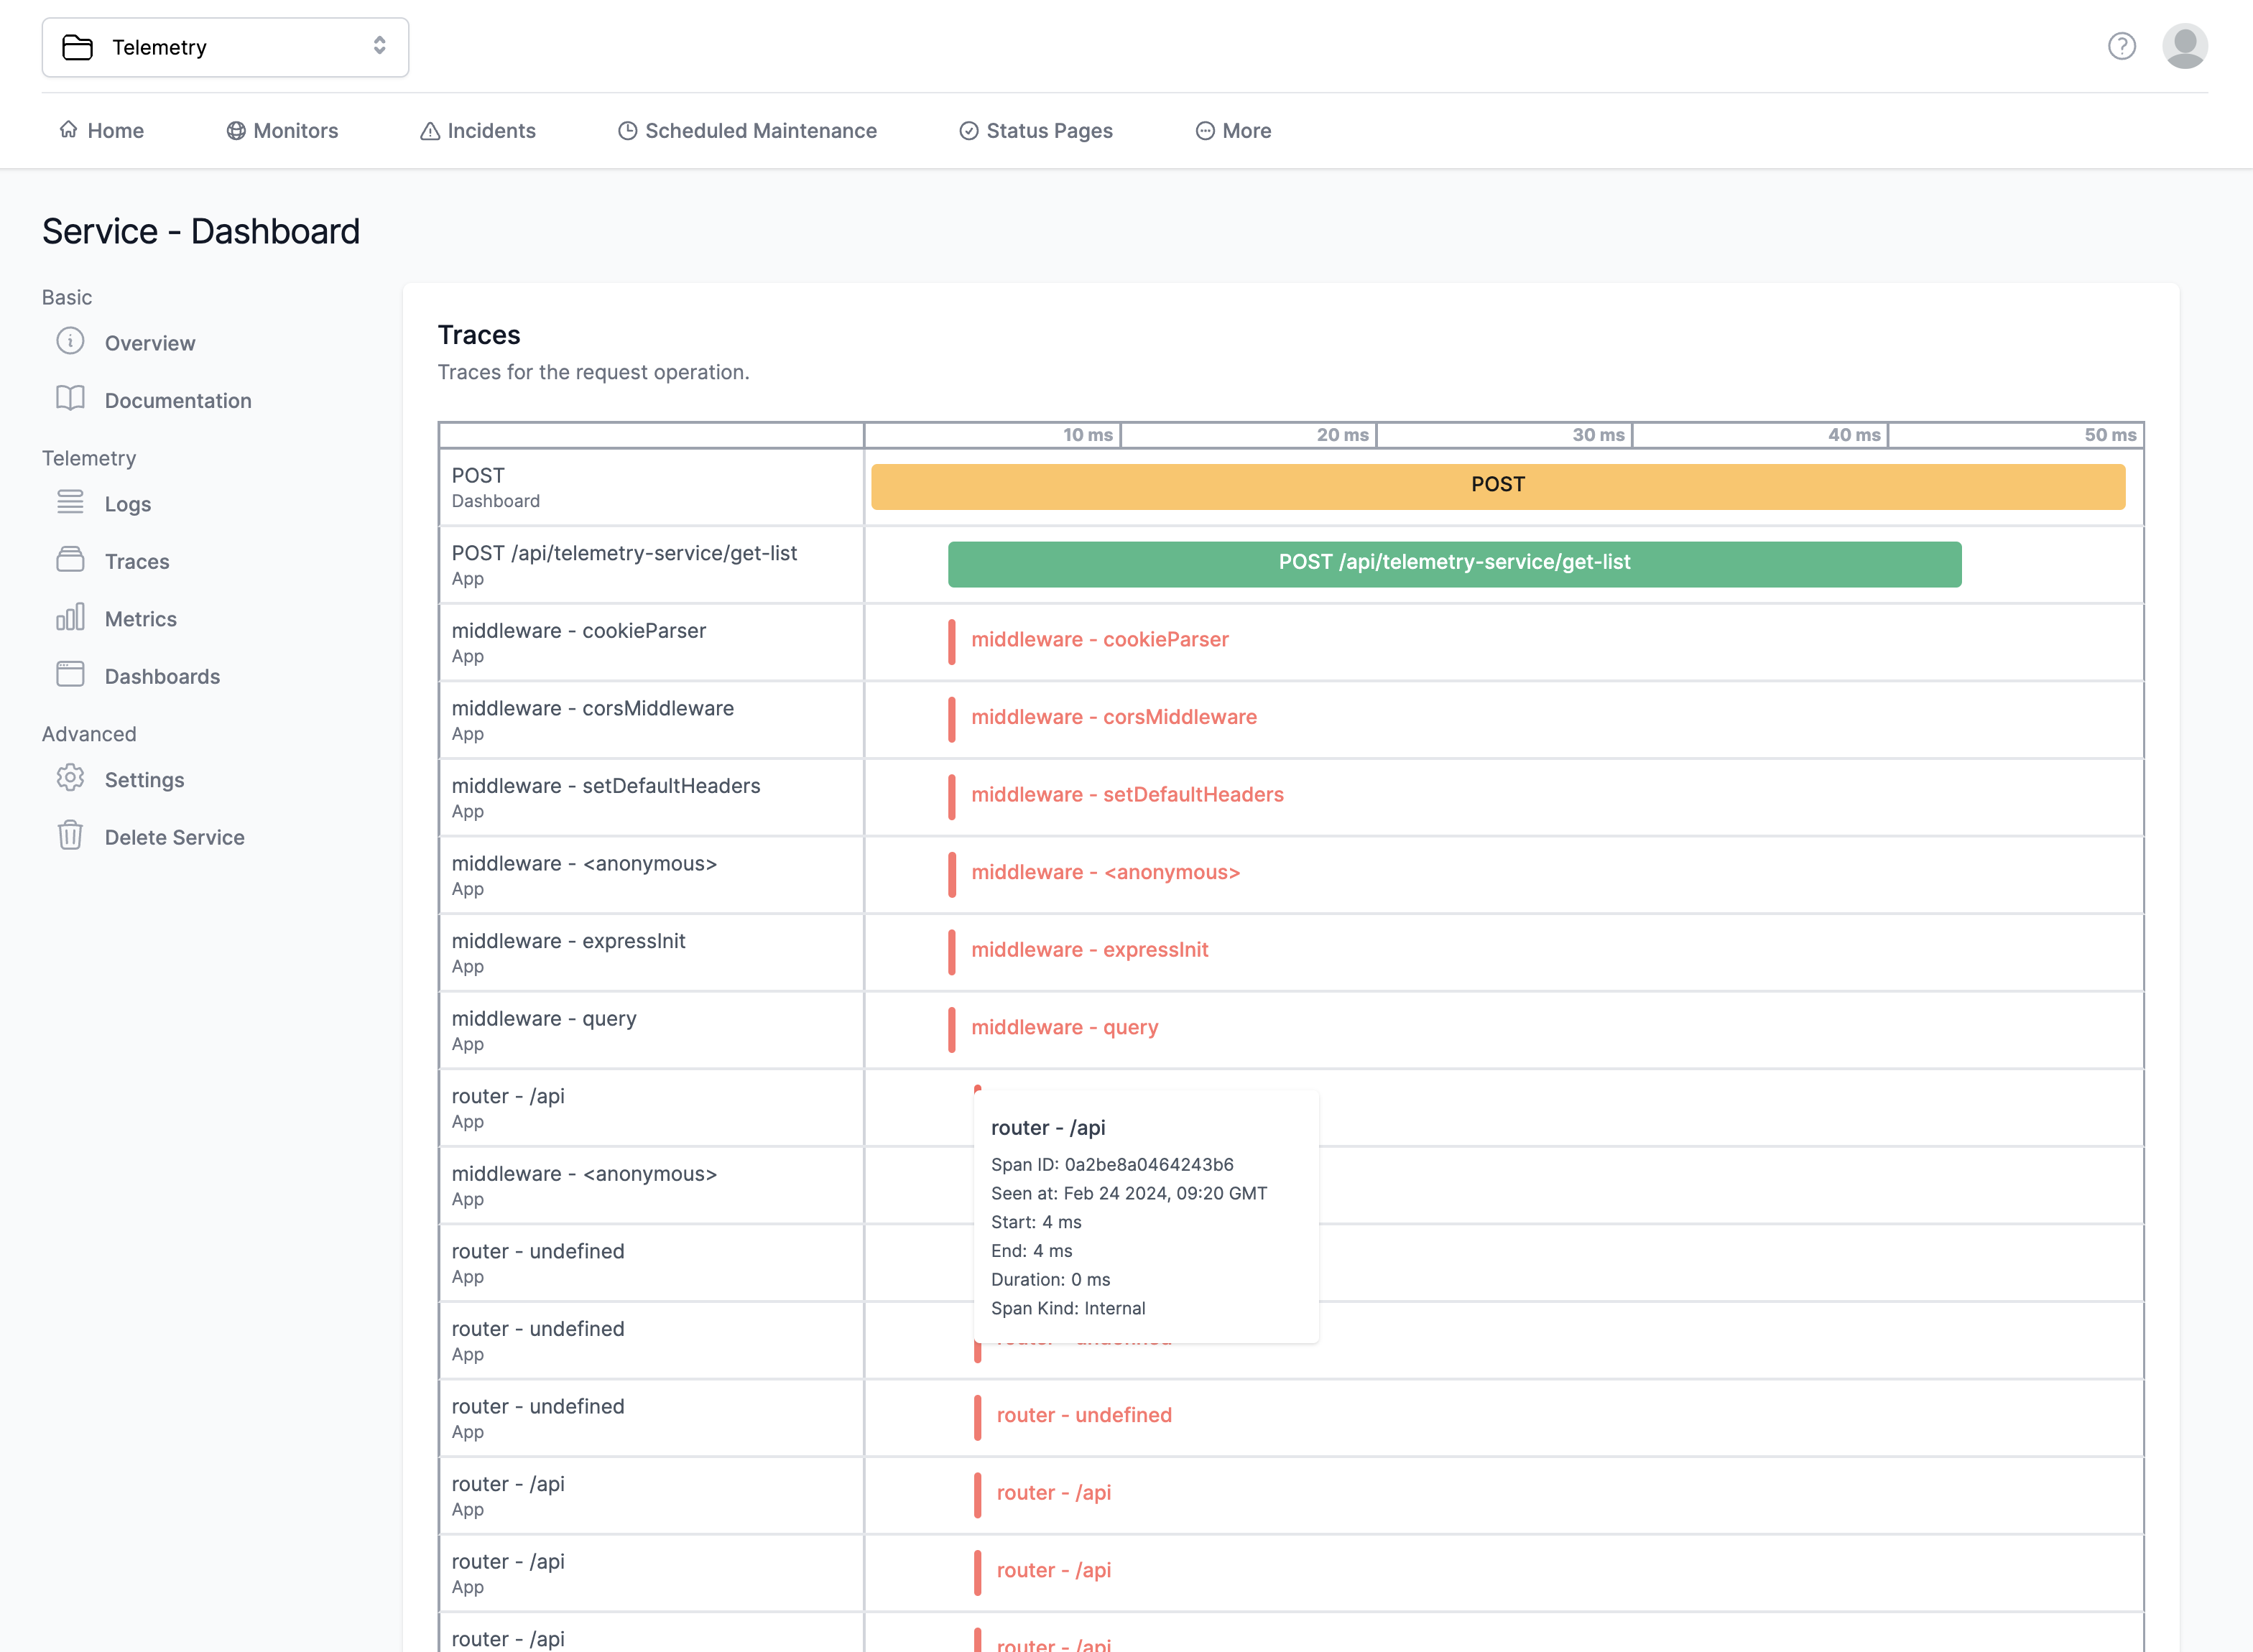 Telemetry
Home
Monitors
Incidents
Scheduled Maintenance
Status Pages
More
Service - Dashboard
Basic
Overview
Documentation
Telemetry
Logs
Traces
Metrics
Dashboards
Advanced
Settings
Delete Service
Traces
Traces for the request operation.
10 ms
20 ms
30 ms
40 ms
50 ms
POST
Dashboard
POST
POST /api/telemetry-service/get-list
App
POST /api/telemetry-service/get-list
middleware - cookieParser
App
middleware - cookieParser
middleware - corsMiddleware
App
middleware - corsMiddleware
middleware - setDefaultHeaders
App
middleware - setDefaultHeaders
middleware - <anonymous>
App
middleware - <anonymous>
middleware - expressInit
App
middleware - expressInit
middleware - query
App
middleware - query
router - /api
App
router - /api
Span ID: 0a2be8a0464243b6
Seen at: Feb 24 2024, 09:20 GMT
Start: 4 ms
End: 4 ms
Duration: 0 ms
Span Kind: Internal
middleware - <anonymous>
App
router - undefined
App
router - undefined
App
router - undefined
App
router - undefined
router - /api
App
router - /api
router - /api
App
router - /api
router - /api
router - /api